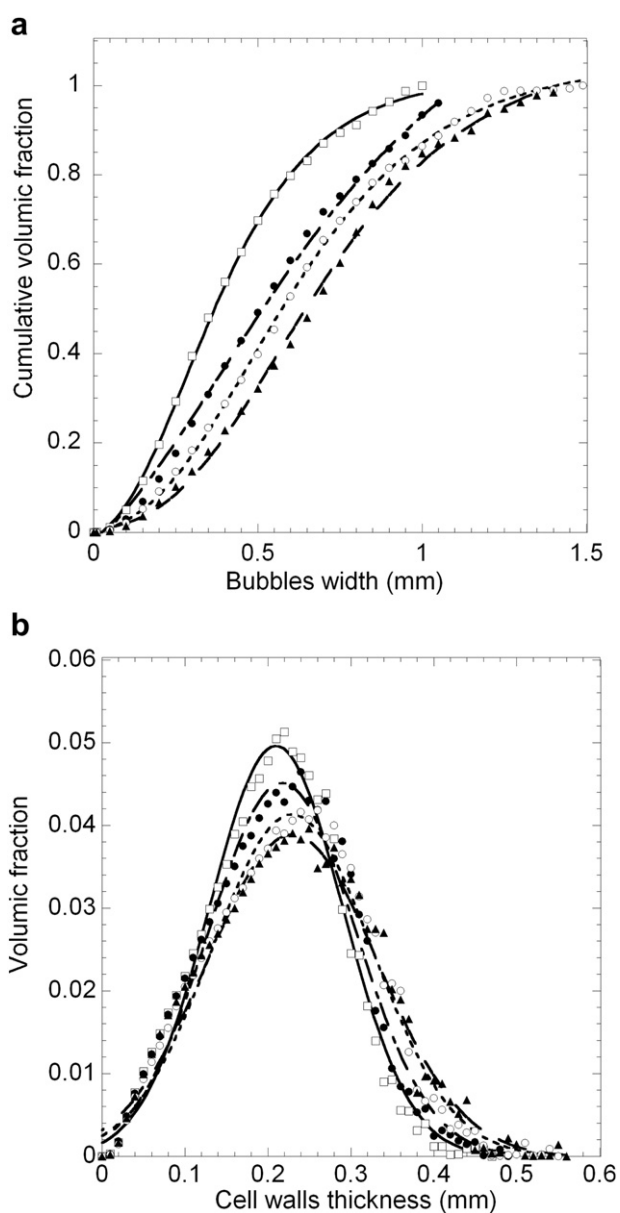 a
1
0.8
0.6
0.4
0.2
0
Cumulative volumic fraction
0 0.5 1 1.5
Bubbles width (mm)
b
0.06
0.05
0.04
0.03
0.02
0.01
0
Volumic fraction
0 0.1 0.2 0.3 0.4 0.5 0.6
Cell walls thickness (mm)